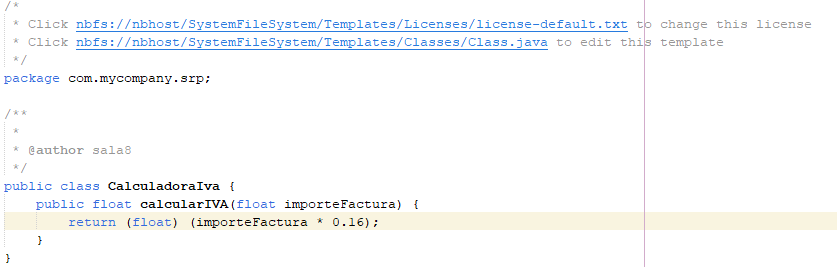 /*
 * Click nbfs://nbhost/SystemFileSystem/Templates/Licenses/license-default.txt to change this license
 * Click nbfs://nbhost/SystemFileSystem/Templates/Classes/Class.java to edit this template
 */
package com.mycompany.srp;

/**
 *
 * @author sala8
 */
public class CalculadoraIva {
    public float calcularIVA(float importeFactura) {
        return (float) (importeFactura * 0.16);
    }
}